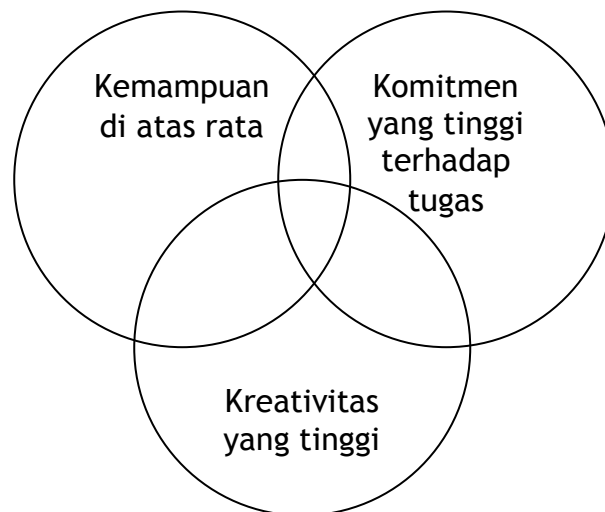 Kemampuan
di atas rata
Komitmen
yang tinggi
terhadap
tugas
Kreativitas
yang tinggi